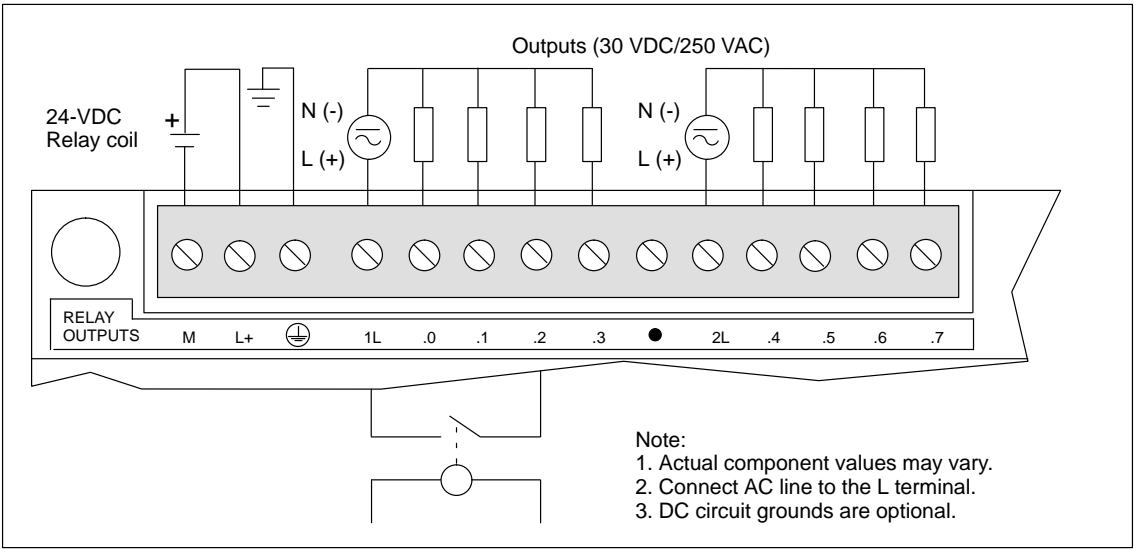 Outputs (30 VDC/250 VAC)
24-VDC
Relay coil
+
N (-)
L (+)
N (-)
L (+)
RELAY
OUTPUTS
M L+ 1L .0 .1 .2 .3 2L .4 .5 .6 .7
Note:
1. Actual component values may vary.
2. Connect AC line to the L terminal.
3. DC circuit grounds are optional.